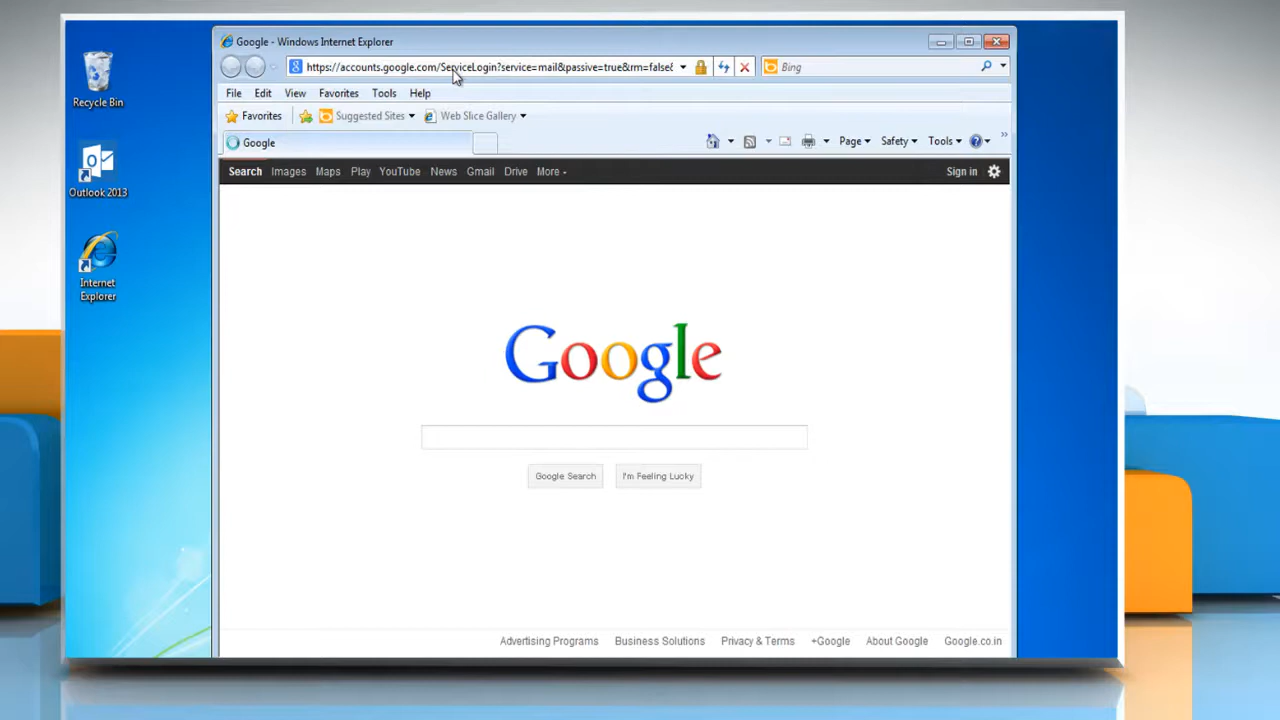 Google - Windows Internet Explorer
https://accounts.google.com/ServiceLogin?service=mail&passive=true&rm=false&
Bing
File Edit View Favorites Tools Help
Favorites Suggested Sites Web Slice Gallery
Google
Page Safety Tools
Search Images Maps Play YouTube News Gmail Drive More
Sign in
Recycle Bin
Outlook 2013
Internet
Explorer
Google
Google Search I'm Feeling Lucky
Advertising Programs Business Solutions Privacy & Terms +Google About Google Google.co.in